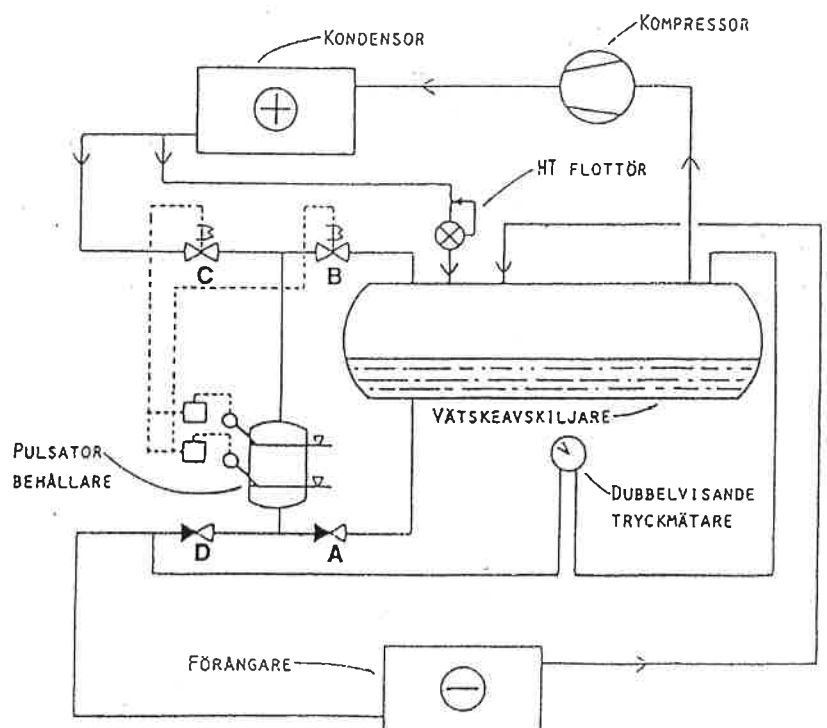 KONDENSOR
KOMPRESSOR
HT FLOTTÖR
C
B
VÄTSKEAVSKILJARE
PULSATOR
BEHÅLLARE
DUBBELVISANDE
TRYCKMÄTARE
D
A
FÖRÅNGARE